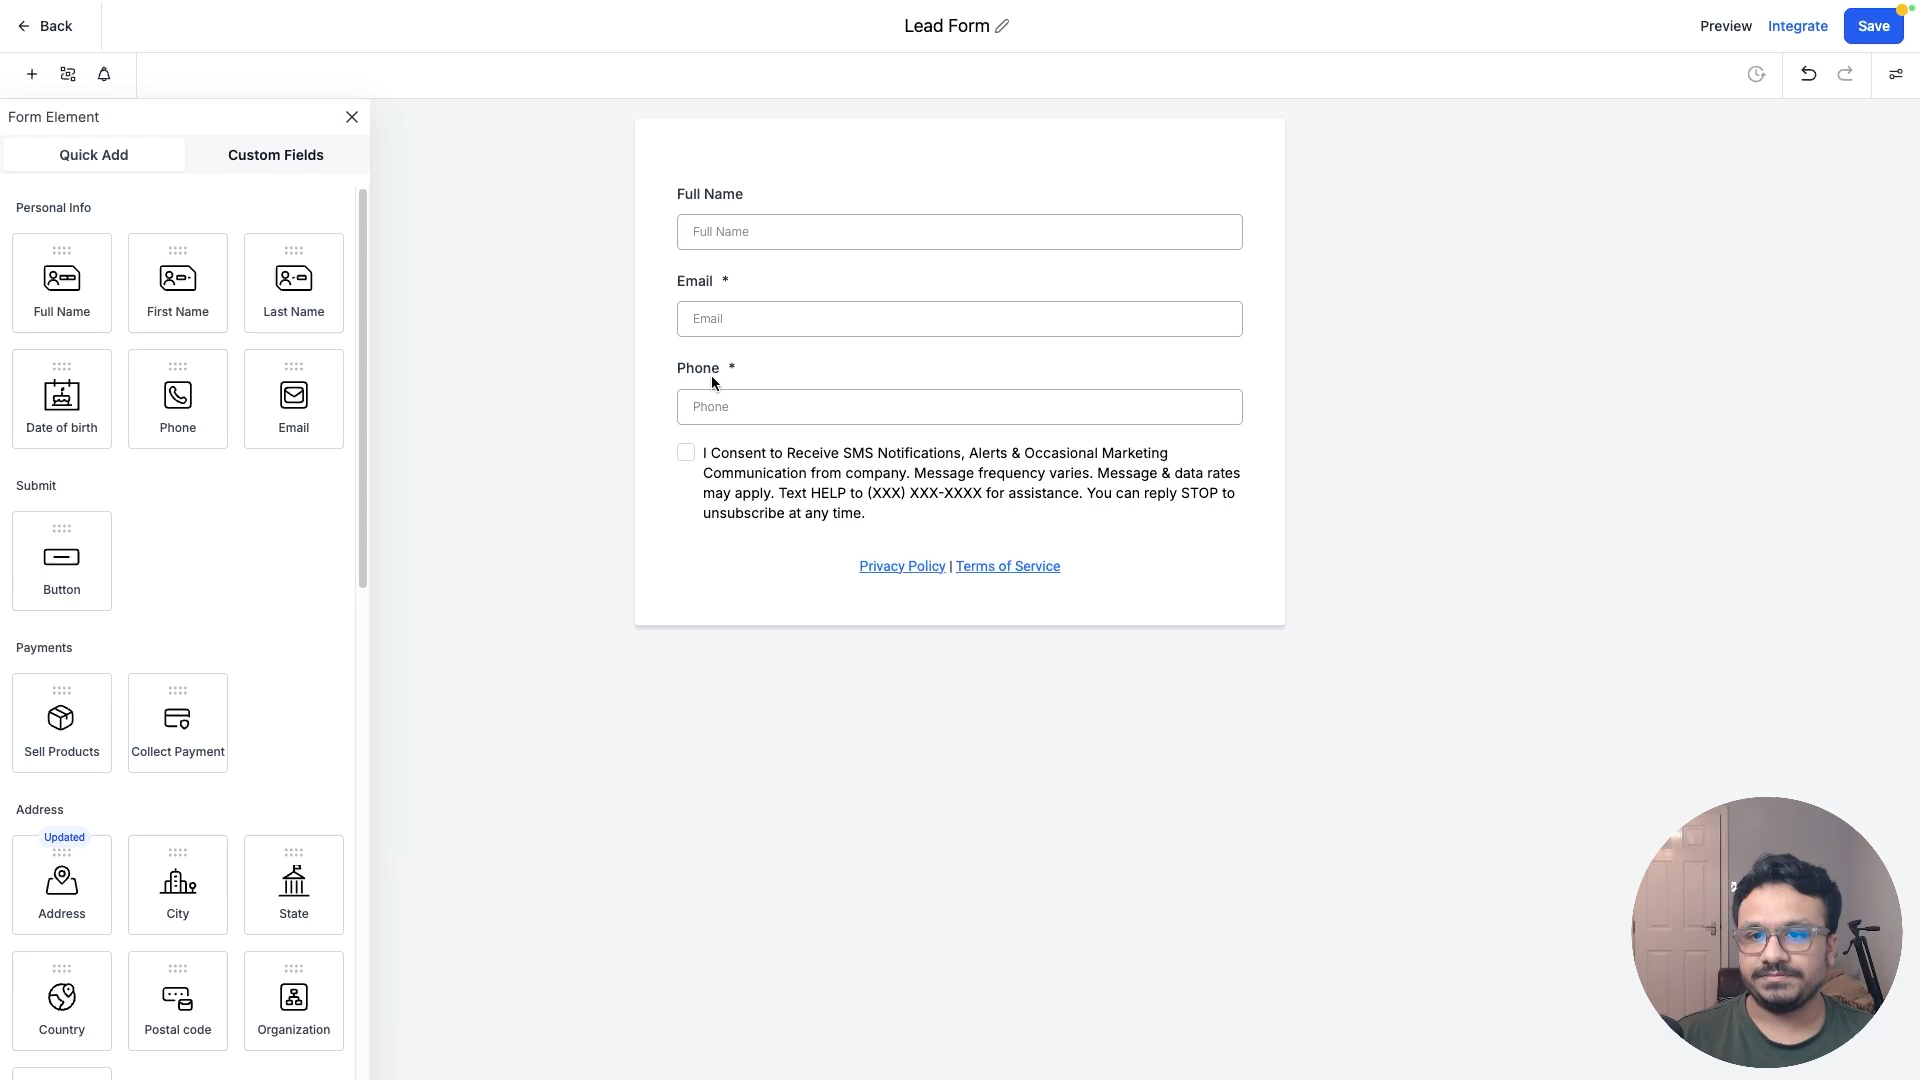 Back
Lead Form
Preview
Integrate
Save
Form Element
Quick Add
Custom Fields
Personal Info
Full Name
First Name
Last Name
Date of birth
Phone
Email
Submit
Button
Payments
Sell Products
Collect Payment
Address
Updated
Address
City
State
Country
Postal code
Organization
Full Name
Full Name
Email *
Email
Phone *
Phone
I Consent to Receive SMS Notifications, Alerts & Occasional Marketing
Communication from company. Message frequency varies. Message & data rates
may apply. Text HELP to (XXX) XXX-XXXX for assistance. You can reply STOP to
unsubscribe at any time.
Privacy Policy | Terms of Service